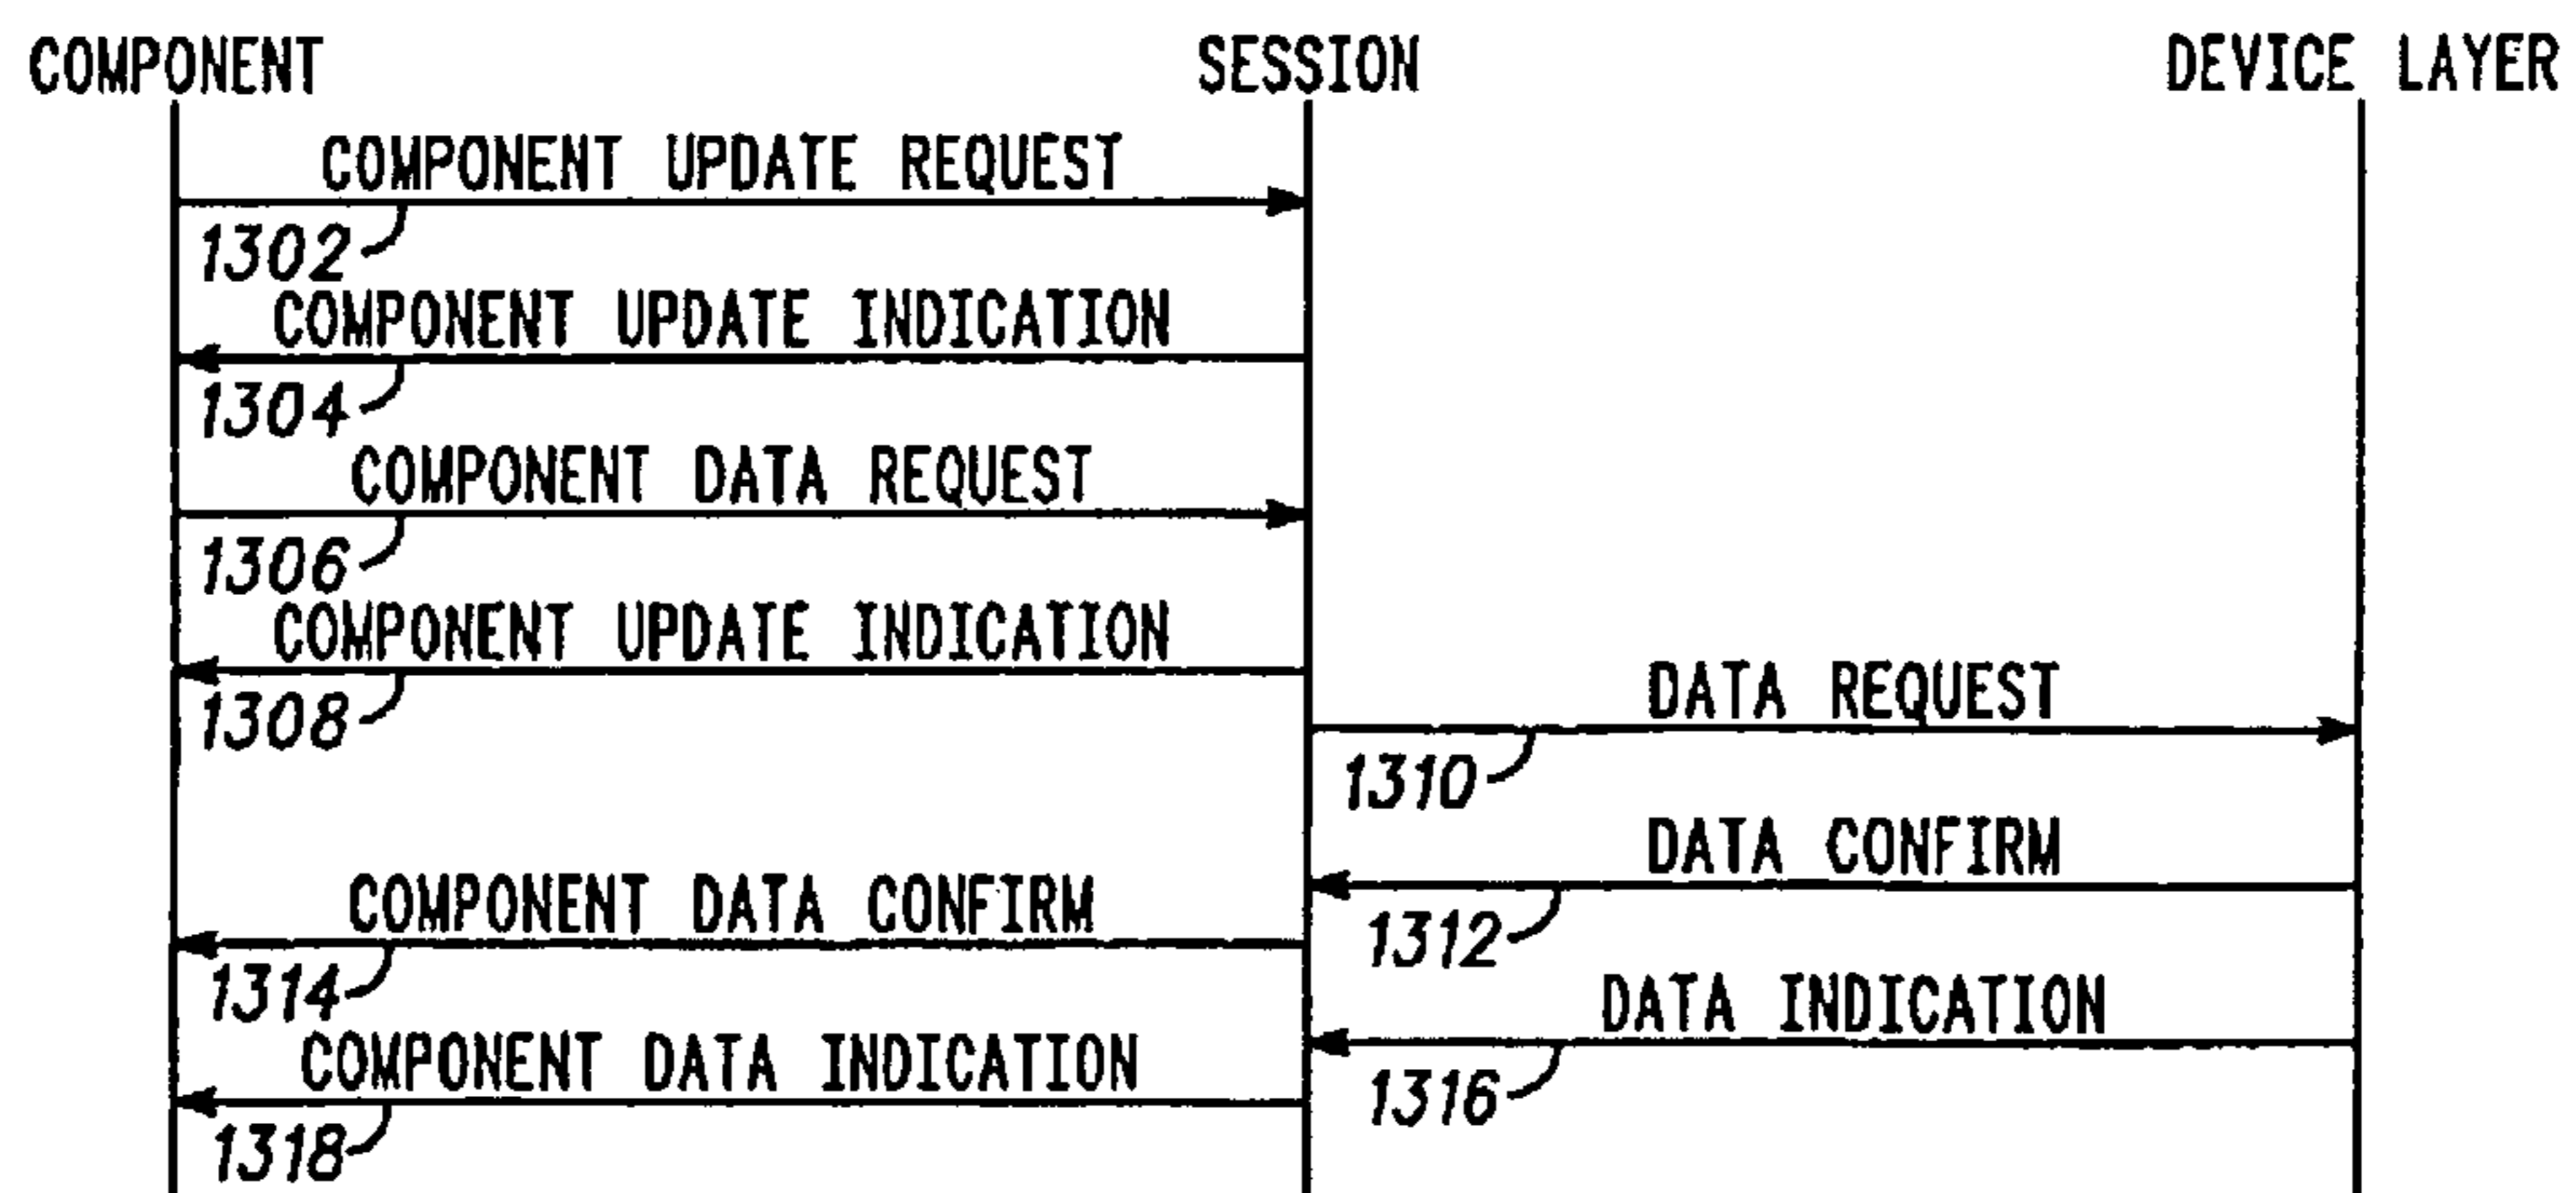 COMPONENT SESSION DEVICE LAYER
COMPONENT UPDATE REQUEST
1302
COMPONENT UPDATE INDICATION
1304
COMPONENT DATA REQUEST
1306
COMPONENT UPDATE INDICATION
1308
DATA REQUEST
1310
DATA CONFIRM
1312
COMPONENT DATA CONFIRM
1314
DATA INDICATION
1316
COMPONENT DATA INDICATION
1318